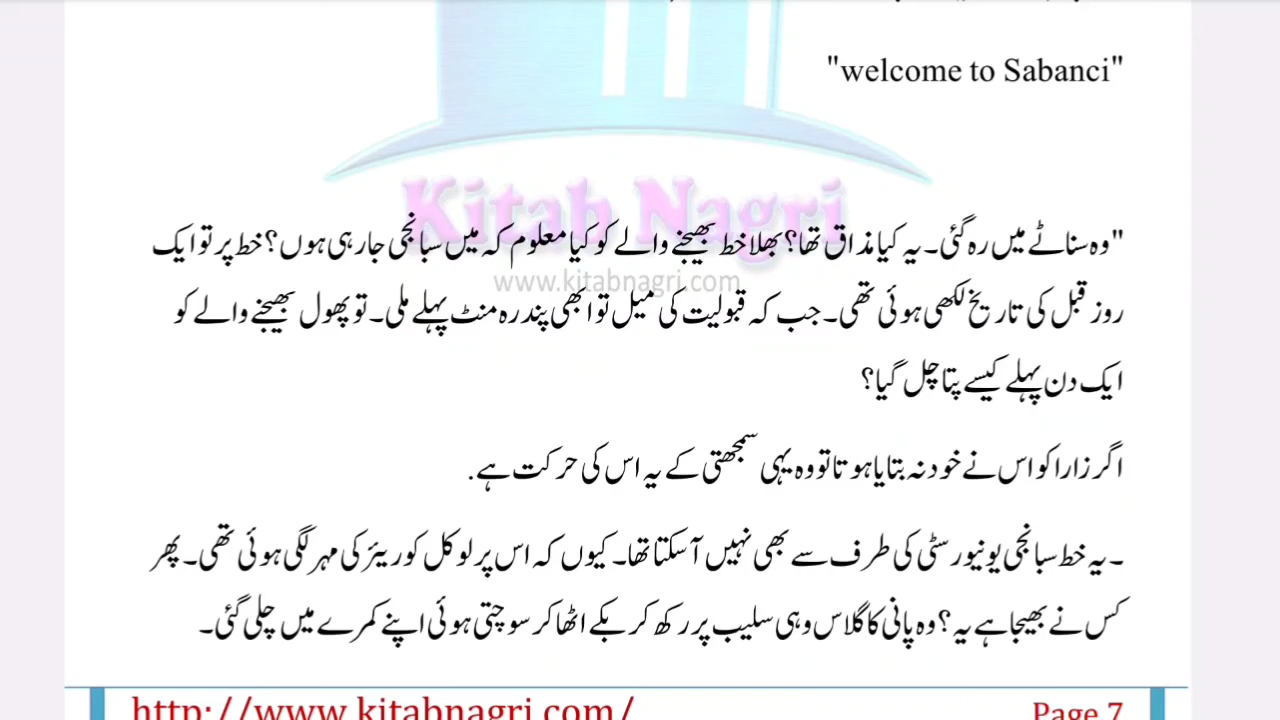 "welcome to Sabanci"
Kitab Nagri
"وہ سناٹے میں رہ گئی۔ یہ کیا مذاق تھا؟ بھلا خط بھیجنے والے کو کیا معلوم کہ میں سبانجی جا رہی ہوں؟ خط پر تو ایک
www.kitabnagri.com
روز قبل کی تاریخ لکھی ہوئی تھی۔ جب کہ قبولیت کی میل تو ابھی پندرہ منٹ پہلے ملی۔ تو پھول بھیجنے والے کو
ایک دن پہلے کیسے پتا چل گیا؟
اگر زارا کو اس نے خود نہ بتایا ہوتا تو وہ یہی سمجھتی کے یہ اس کی حرکت ہے.
۔ یہ خط سبانجی یونیورسٹی کی طرف سے بھی نہیں آ سکتا تھا۔ کیوں کہ اس پر لوکل کوریئر کی مہر لگی ہوئی تھی۔ پھر
کس نے بھیجا ہے یہ؟ وہ پانی کا گلاس وہی سلیب پر رکھ کر بکے اٹھا کر سوچتی ہوئی اپنے کمرے میں چلی گئی۔
http://www.kitabnagri.com/ Page 7